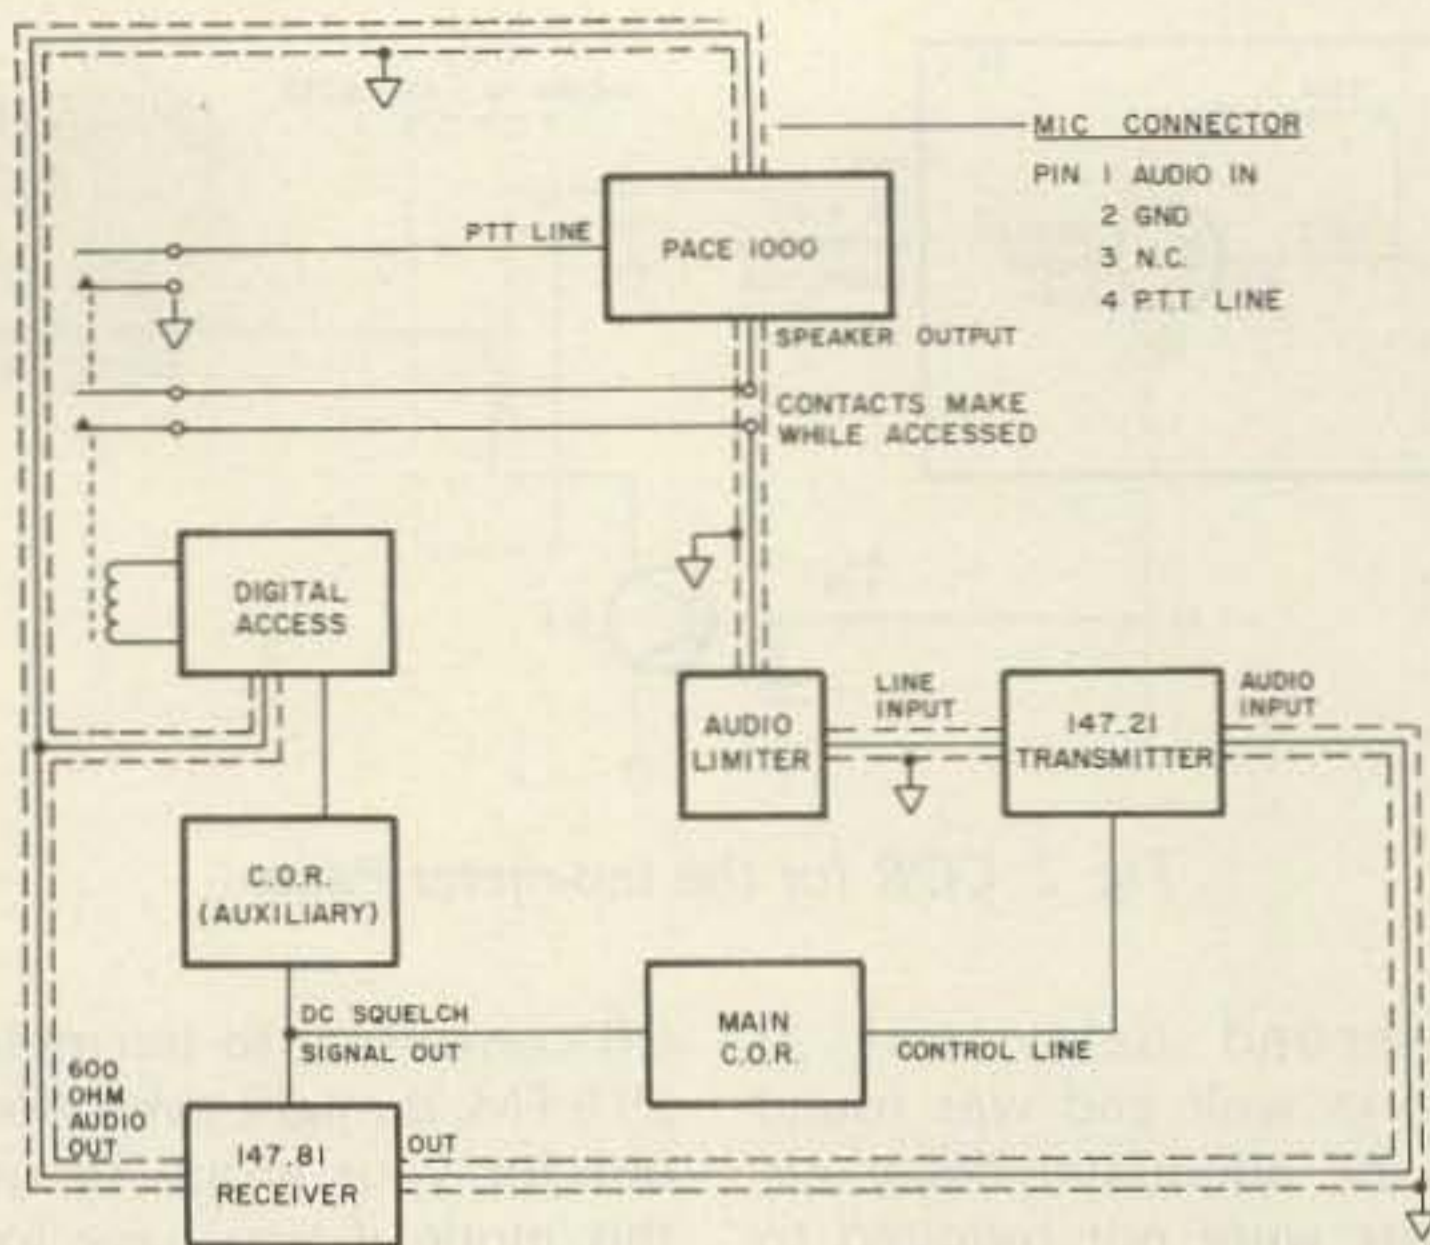 MIC CONNECTOR
PIN 1 AUDIO IN
2 GND
3 N.C.
4 P.T.T. LINE
PTT LINE
PACE 1000
SPEAKER OUTPUT
CONTACTS MAKE
WHILE ACCESSED
DIGITAL
ACCESS
AUDIO
LIMITER
LINE
INPUT
147.21
TRANSMITTER
AUDIO
INPUT
C.O.R.
(AUXILIARY)
DC SQUELCH
SIGNAL OUT
MAIN
C.O.R.
CONTROL LINE
600
OHM
AUDIO
OUT
147.81
RECEIVER
OUT